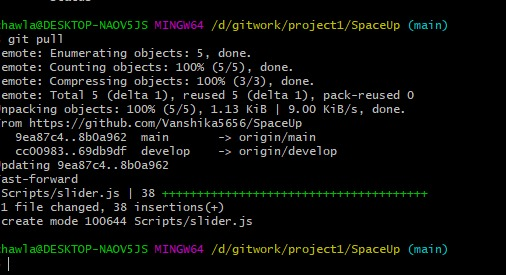 hawla@DESKTOP-NAOV5JS MINGW64 /d/gitwork/project1/SpaceUp (main)
git pull
emote: Enumerating objects: 5, done.
emote: Counting objects: 100% (5/5), done.
emote: Compressing objects: 100% (3/3), done.
emote: Total 5 (delta 1), reused 5 (delta 1), pack-reused 0
npacking objects: 100% (5/5), 1.13 KiB | 9.00 KiB/s, done.
rom https://github.com/Vanshika5656/SpaceUp
9ea87c4..8b0a962 main -> origin/main
cc00983..69db9df develop -> origin/develop
pdating 9ea87c4..8b0a962
ast-forward
Scripts/slider.js | 38 ++++++++++++++++++++++++++++++++++++++
1 file changed, 38 insertions(+)
create mode 100644 Scripts/slider.js
hawla@DESKTOP-NAOV5JS MINGW64 /d/gitwork/project1/SpaceUp (main)